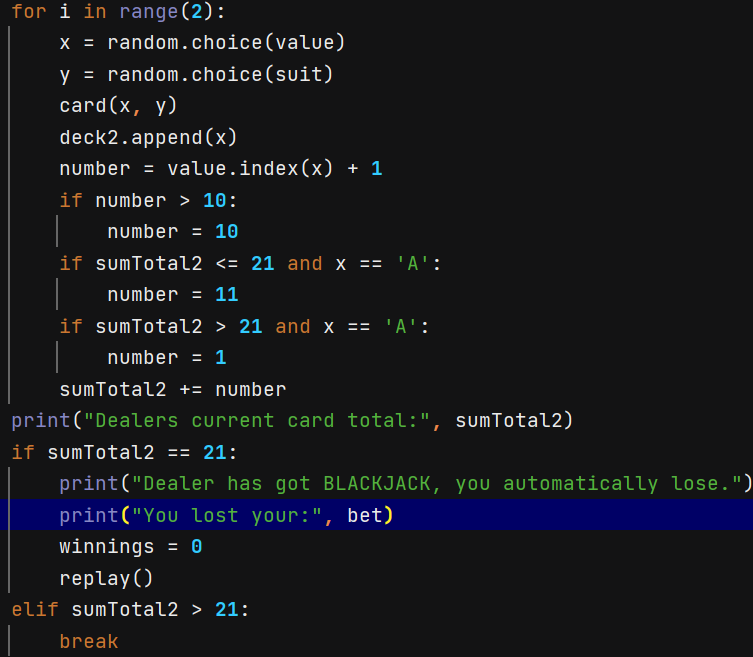 for i in range(2):
    x = random.choice(value)
    y = random.choice(suit)
    card(x, y)
    deck2.append(x)
    number = value.index(x) + 1
    if number > 10:
        number = 10
    if sumTotal2 <= 21 and x == 'A':
        number = 11
    if sumTotal2 > 21 and x == 'A':
        number = 1
    sumTotal2 += number
print("Dealers current card total:", sumTotal2)
if sumTotal2 == 21:
    print("Dealer has got BLACKJACK, you automatically lose.")
    print("You lost your:", bet)
    winnings = 0
    replay()
elif sumTotal2 > 21:
    break